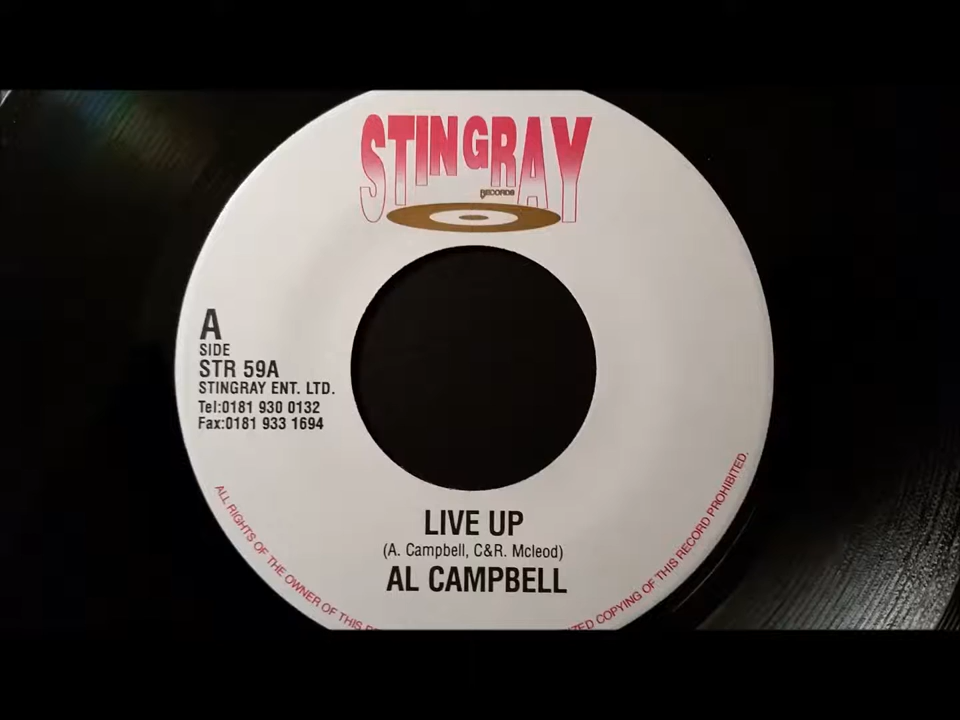 STINGRAY
RECORDS
A
SIDE
STR 59A
STINGRAY ENT. LTD.
Tel:0181 930 0132
Fax:0181 933 1694
LIVE UP
(A. Campbell, C&R. Mcleod)
AL CAMPBELL
ALL RIGHTS OF THE OWNER OF THIS
COPYING OF THIS RECORD PROHIBITED.